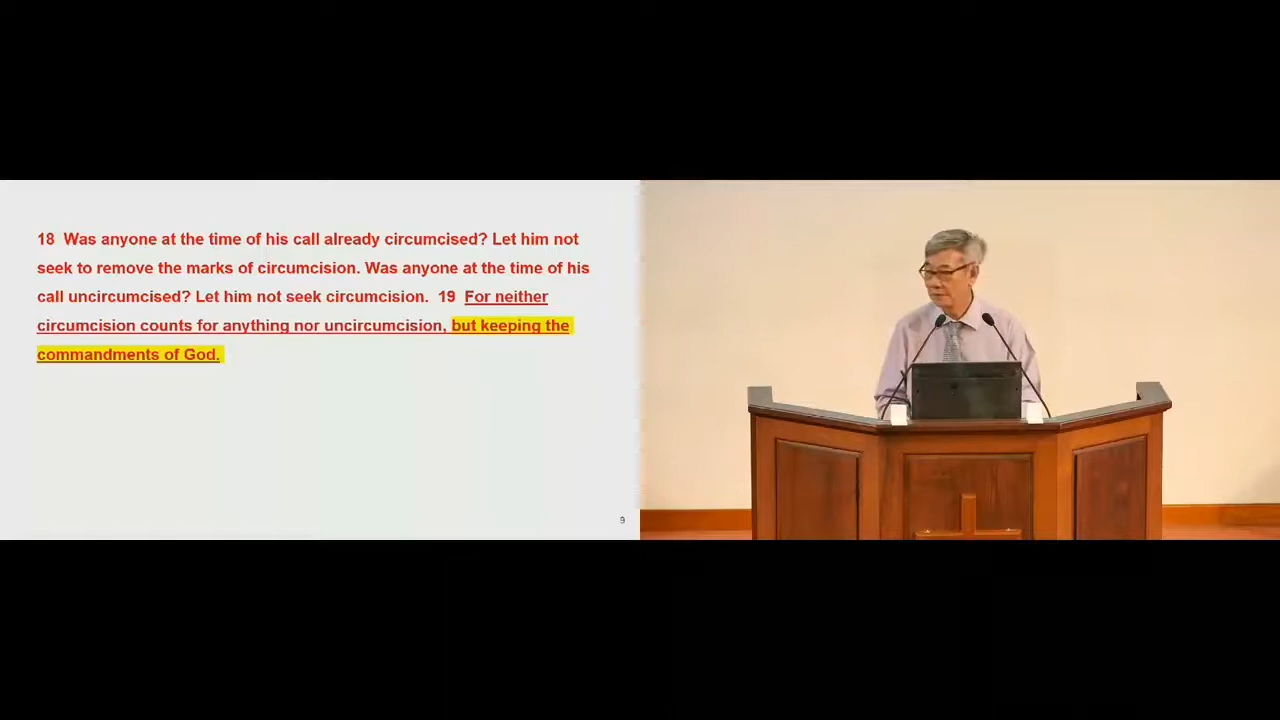 18 Was anyone at the time of his call already circumcised? Let him not
seek to remove the marks of circumcision. Was anyone at the time of his
call uncircumcised? Let him not seek circumcision. 19 For neither
circumcision counts for anything nor uncircumcision, but keeping the
commandments of God.
9